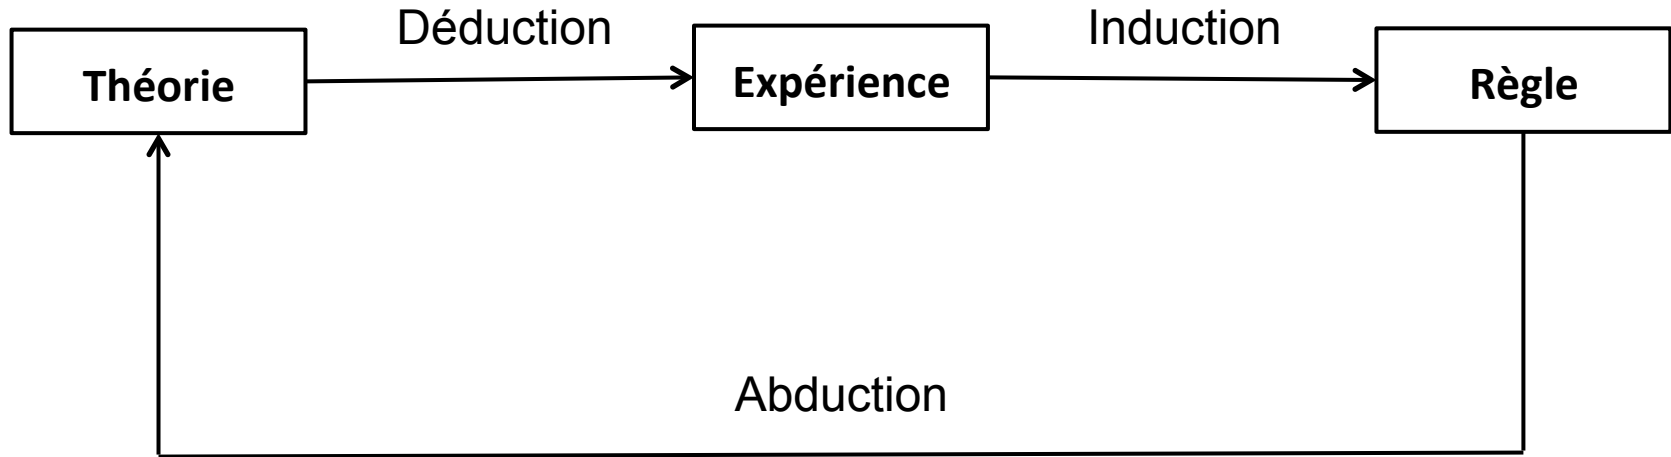 Déduction
Induction
Théorie
Expérience
Règle
Abduction